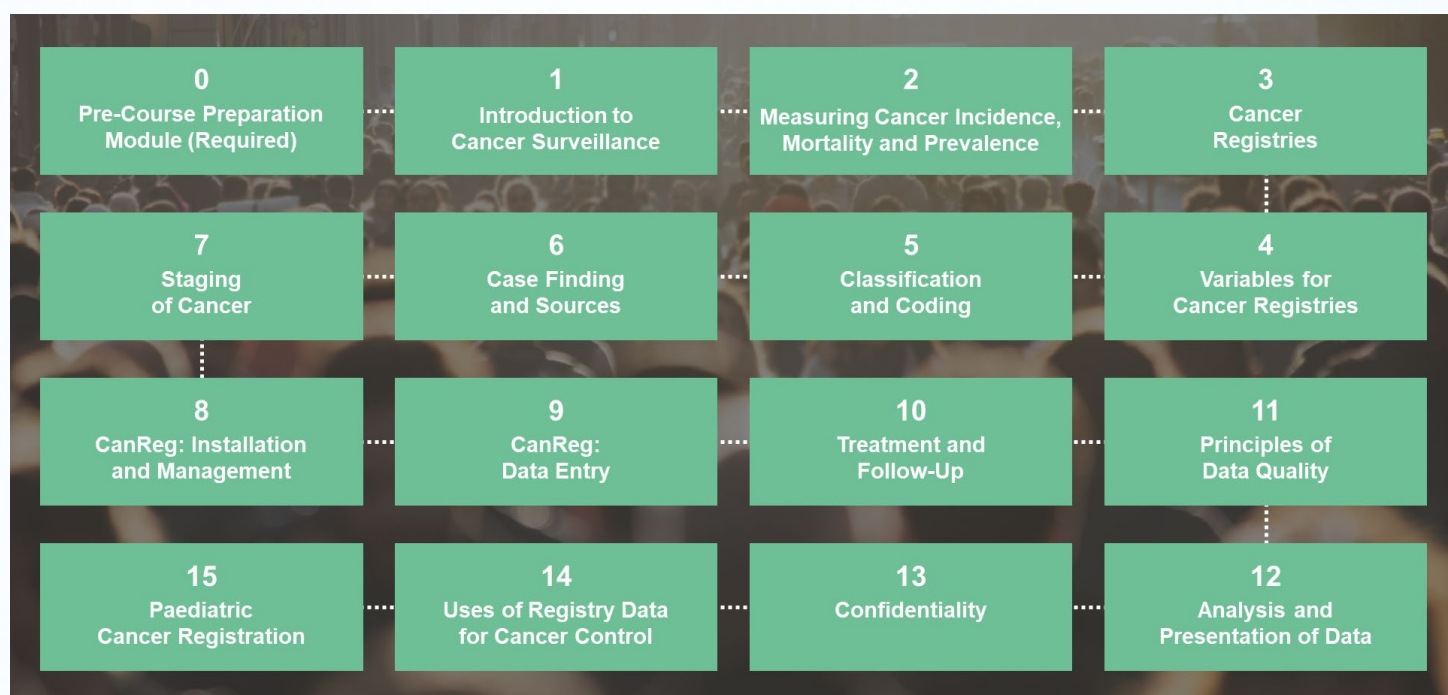 0
Pre-Course Preparation
Module (Required)
1
Introduction to
Cancer Surveillance
2
Measuring Cancer Incidence,
Mortality and Prevalence
3
Cancer
Registries
7
Staging
of Cancer
6
Case Finding
and Sources
5
Classification
and Coding
4
Variables for
Cancer Registries
8
CanReg: Installation
and Management
9
CanReg:
Data Entry
10
Treatment and
Follow-Up
11
Principles of
Data Quality
15
Paediatric
Cancer Registration
14
Uses of Registry Data
for Cancer Control
13
Confidentiality
12
Analysis and
Presentation of Data